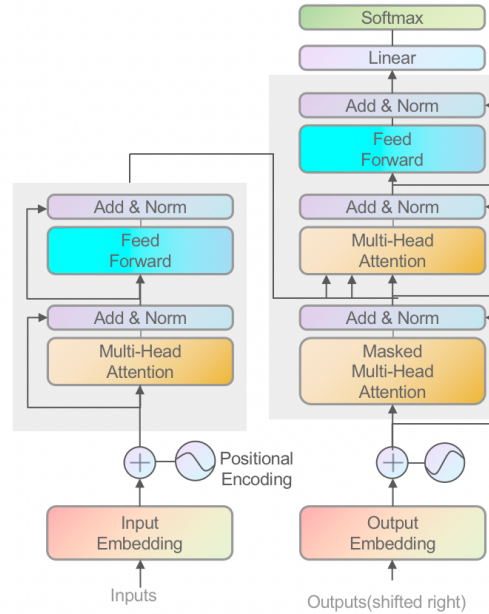 Softmax
Linear
Add & Norm
Feed
Forward
Add & Norm
Multi-Head
Attention
Add & Norm
Masked
Multi-Head
Attention
Add & Norm
Feed
Forward
Add & Norm
Multi-Head
Attention
Positional
Encoding
Input
Embedding
Output
Embedding
Inputs
Outputs(shifted right)